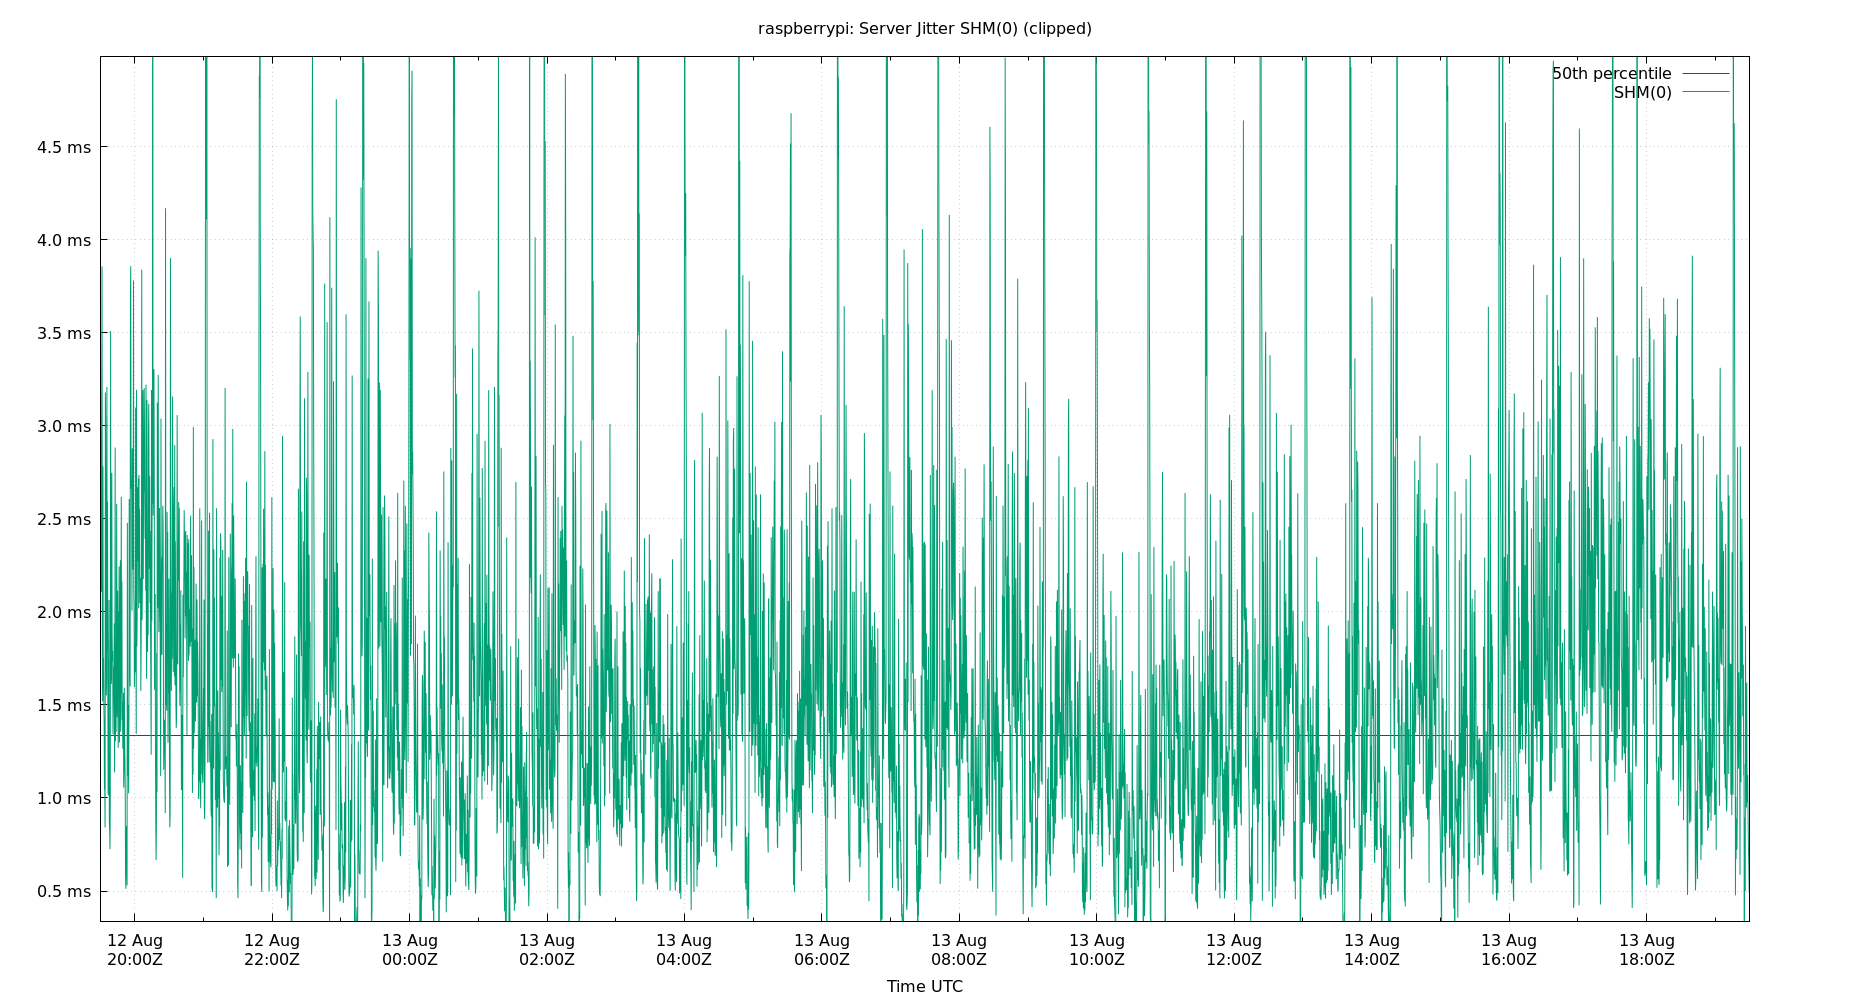 raspberrypi: Server Jitter SHM(0) (clipped)
50th percentile
SHM(0)
4.5 ms
4.0 ms
3.5 ms
3.0 ms
2.5 ms
2.0 ms
1.5 ms
1.0 ms
0.5 ms
12 Aug 12 Aug 13 Aug 13 Aug 13 Aug 13 Aug 13 Aug 13 Aug 13 Aug 13 Aug 13 Aug 13 Aug
20:00Z 22:00Z 00:00Z 02:00Z 04:00Z 06:00Z 08:00Z 10:00Z 12:00Z 14:00Z 16:00Z 18:00Z
Time UTC